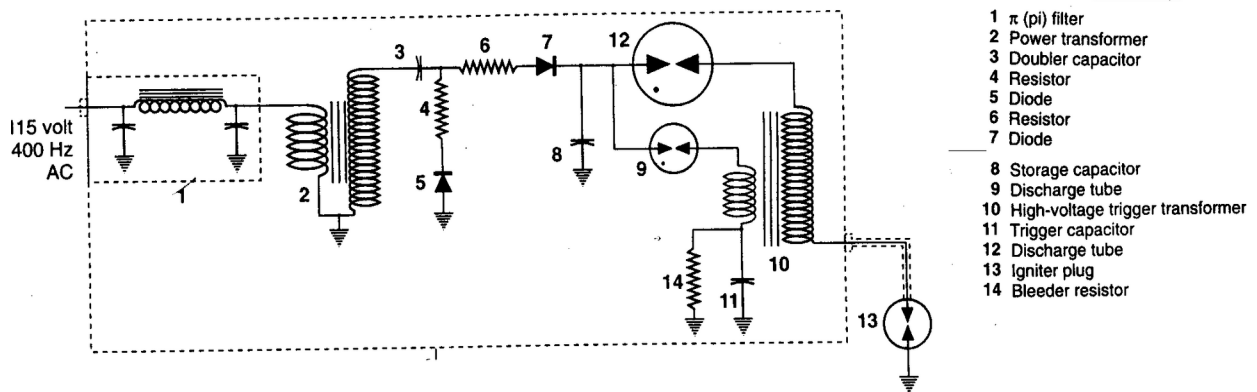 1 π (pi) filter
2 Power transformer
3 Doubler capacitor
4 Resistor
5 Diode
6 Resistor
7 Diode
8 Storage capacitor
9 Discharge tube
10 High-voltage trigger transformer
11 Trigger capacitor
12 Discharge tube
13 Igniter plug
14 Bleeder resistor
3
6
7
12
4
I15 volt
400 Hz
AC
8
9
5
1
2
10
14
11
13